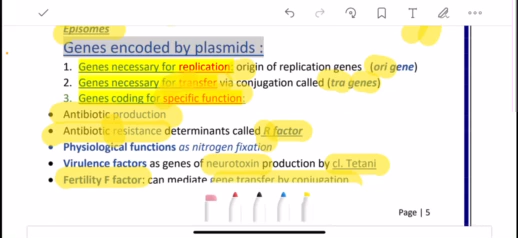 Episomes
Genes encoded by plasmids :
1. Genes necessary for replication: origin of replication genes (ori gene)
2. Genes necessary for transfer via conjugation called (tra genes)
3. Genes coding for specific function:
• Antibiotic production
• Antibiotic resistance determinants called R factor
• Physiological functions as nitrogen fixation
• Virulence factors as genes of neurotoxin production by cl. Tetani
• Fertility F factor: can mediate gene transfer by conjugation
Page | 5